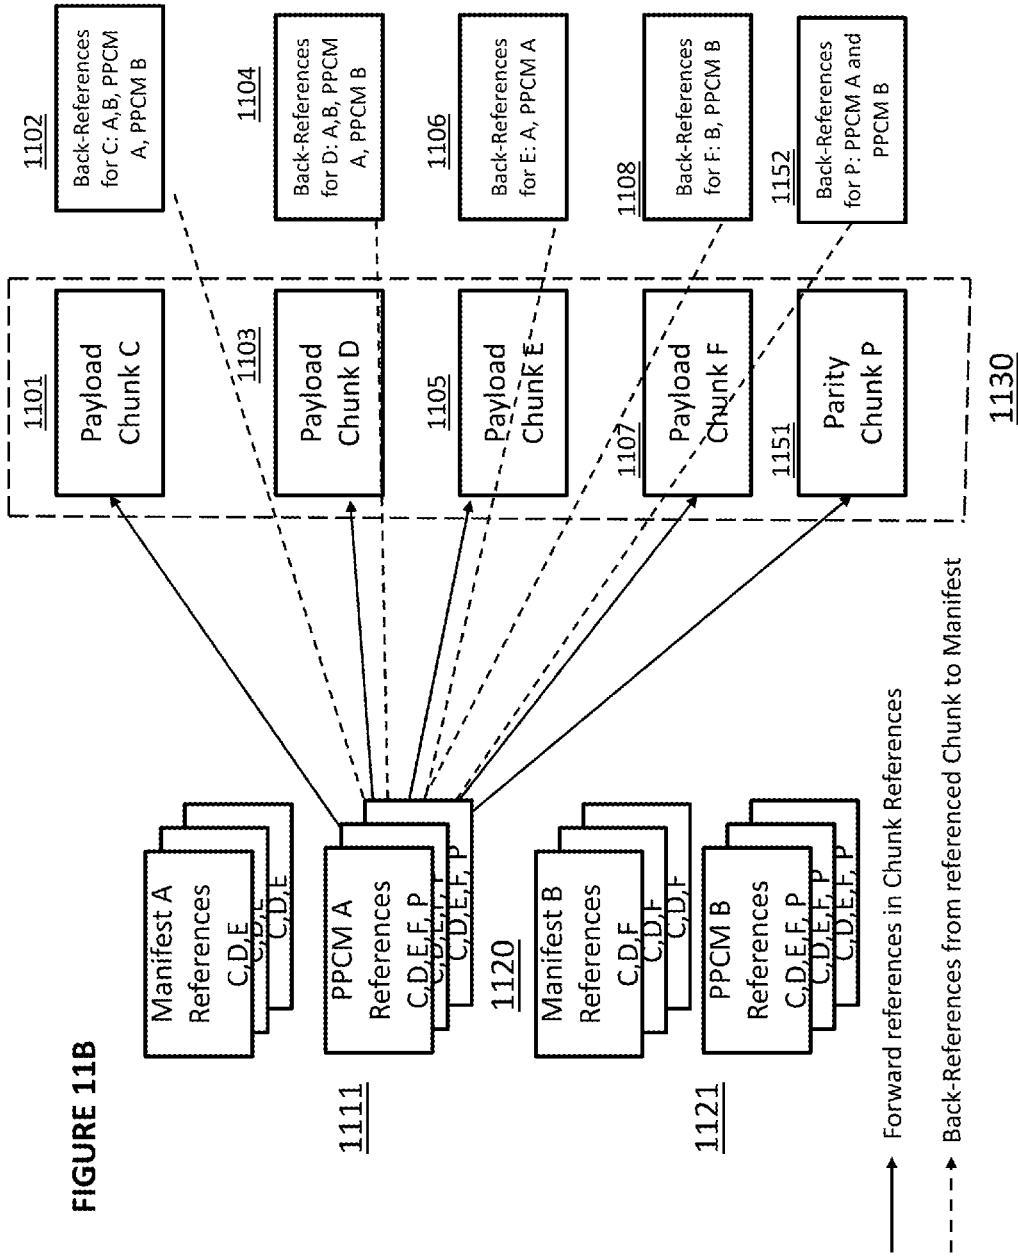 FIGURE 11B
Manifest A
References
C,D,E
C,D,E
C,D,E
1111
PPCM A
References
C,D,E,F, P
C,D,E,F, P
C,D,E,F, P
1120
Manifest B
References
C,D,F
C,D,F
C,D,F
1121
PPCM B
References
C,D,E,F, P
C,D,E,F, P
C,D,E,F, P
1101
Payload
Chunk C
1103
Payload
Chunk D
1105
Payload
Chunk E
1107
Payload
Chunk F
1151
Parity
Chunk P
1130
1102
Back-References
for C: A,B, PPCM
A, PPCM B
1104
Back-References
for D: A,B, PPCM
A, PPCM B
1106
Back-References
for E: A, PPCM A
1108
Back-References
for F: B, PPCM B
1152
Back-References
for P: PPCM A and
PPCM B
Forward references in Chunk References
Back-References from referenced Chunk to Manifest